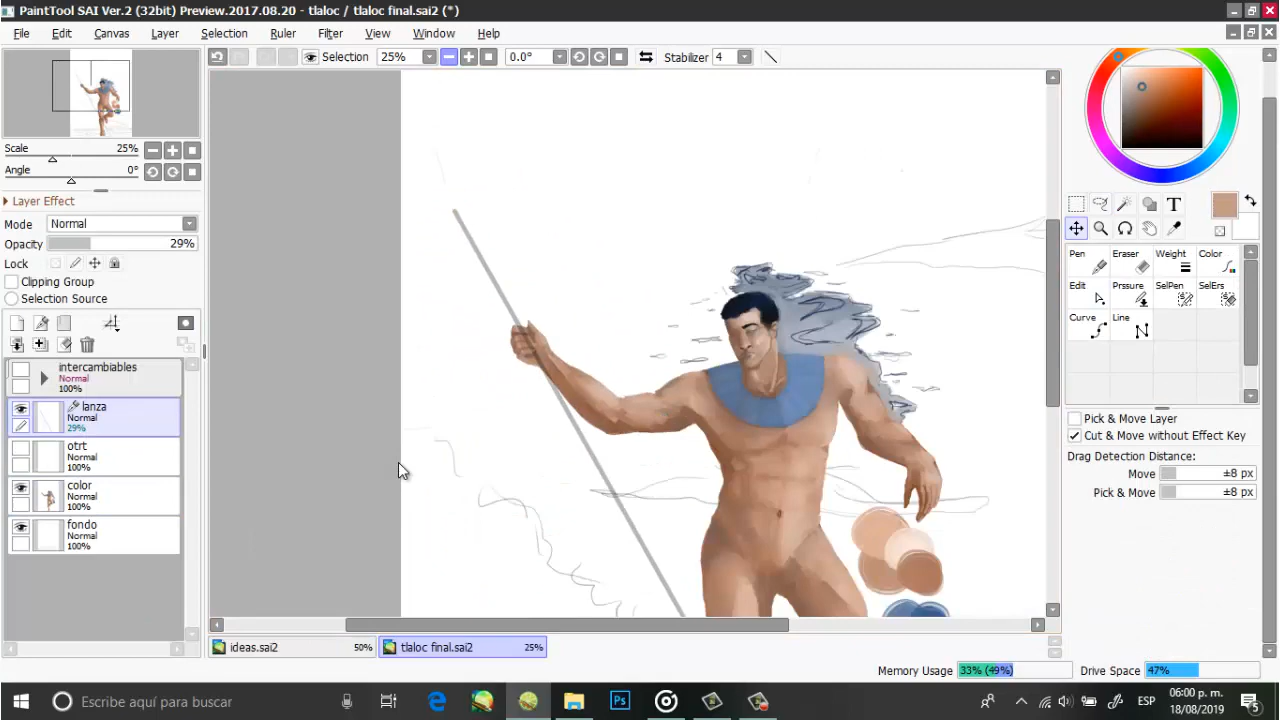 PaintTool SAI Ver.2 (32bit) Preview.2017.08.20 - tlaloc / tlaloc final.sai2 (*)
File Edit Canvas Layer Selection Ruler Filter View Window Help
Selection 25% 0.0° Stabilizer 4
Scale 25%
Angle 0°
Layer Effect
Mode Normal
Opacity 29%
Lock
Clipping Group
Selection Source
intercambiables
Normal
100%
lanza
Normal
29%
otrt
Normal
100%
color
Normal
100%
fondo
Normal
100%
T
Pen Eraser Weight Color
Edit Prssure SelPen SelErs
Curve Line
Pick & Move Layer
Cut & Move without Effect Key
Drag Detection Distance:
Move ±8 px
Pick & Move ±8 px
ideas.sai2 50% tlaloc final.sai2 25%
Memory Usage 33% (49%) Drive Space 47%
Escribe aquí para buscar
Ps
ESP
06:00 p. m.
18/08/2019
5